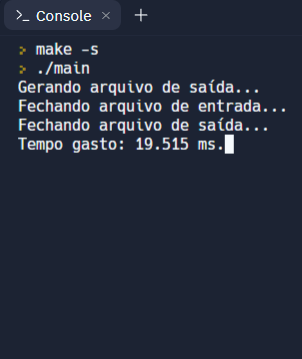 >_ Console × +
> make -s
> ./main
Gerando arquivo de saída...
Fechando arquivo de entrada...
Fechando arquivo de saída...
Tempo gasto: 19.515 ms.